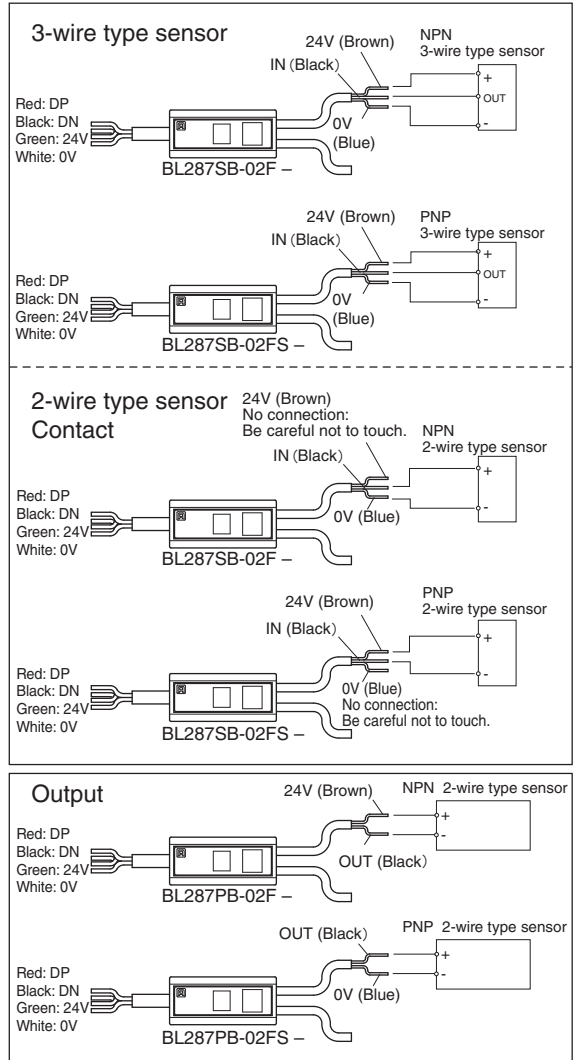 3-wire type sensor
24V (Brown)
IN (Black)
NPN
3-wire type sensor
+
OUT
-
0V
(Blue)
Red: DP
Black: DN
Green: 24V
White: 0V
R
BL287SB-02F –
24V (Brown)
IN (Black)
PNP
3-wire type sensor
+
OUT
-
0V
(Blue)
Red: DP
Black: DN
Green: 24V
White: 0V
R
BL287SB-02FS –
2-wire type sensor
Contact
24V (Brown)
No connection:
Be careful not to touch.
IN (Black)
NPN
2-wire type sensor
+
-
0V (Blue)
Red: DP
Black: DN
Green: 24V
White: 0V
R
BL287SB-02F –
24V (Brown)
IN (Black)
PNP
2-wire type sensor
+
-
0V (Blue)
No connection:
Be careful not to touch.
Red: DP
Black: DN
Green: 24V
White: 0V
R
BL287SB-02FS –
Output
24V (Brown)
NPN 2-wire type sensor
+
-
OUT (Black)
Red: DP
Black: DN
Green: 24V
White: 0V
R
BL287PB-02F –
OUT (Black)
PNP 2-wire type sensor
+
-
0V (Blue)
Red: DP
Black: DN
Green: 24V
White: 0V
R
BL287PB-02FS –